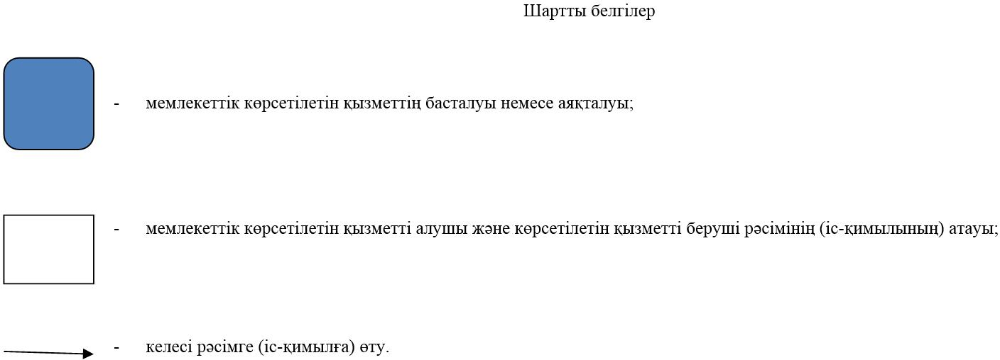 Шартты белгілер
- мемлекеттік көрсетілетін қызметтің басталуы немесе аяқталуы;
- мемлекеттік көрсетілетін қызметті алушы және көрсетілетін қызметті беруші рәсімінің (іс-қимылының) атауы;
- келесі рәсімге (іс-қимылға) өту.